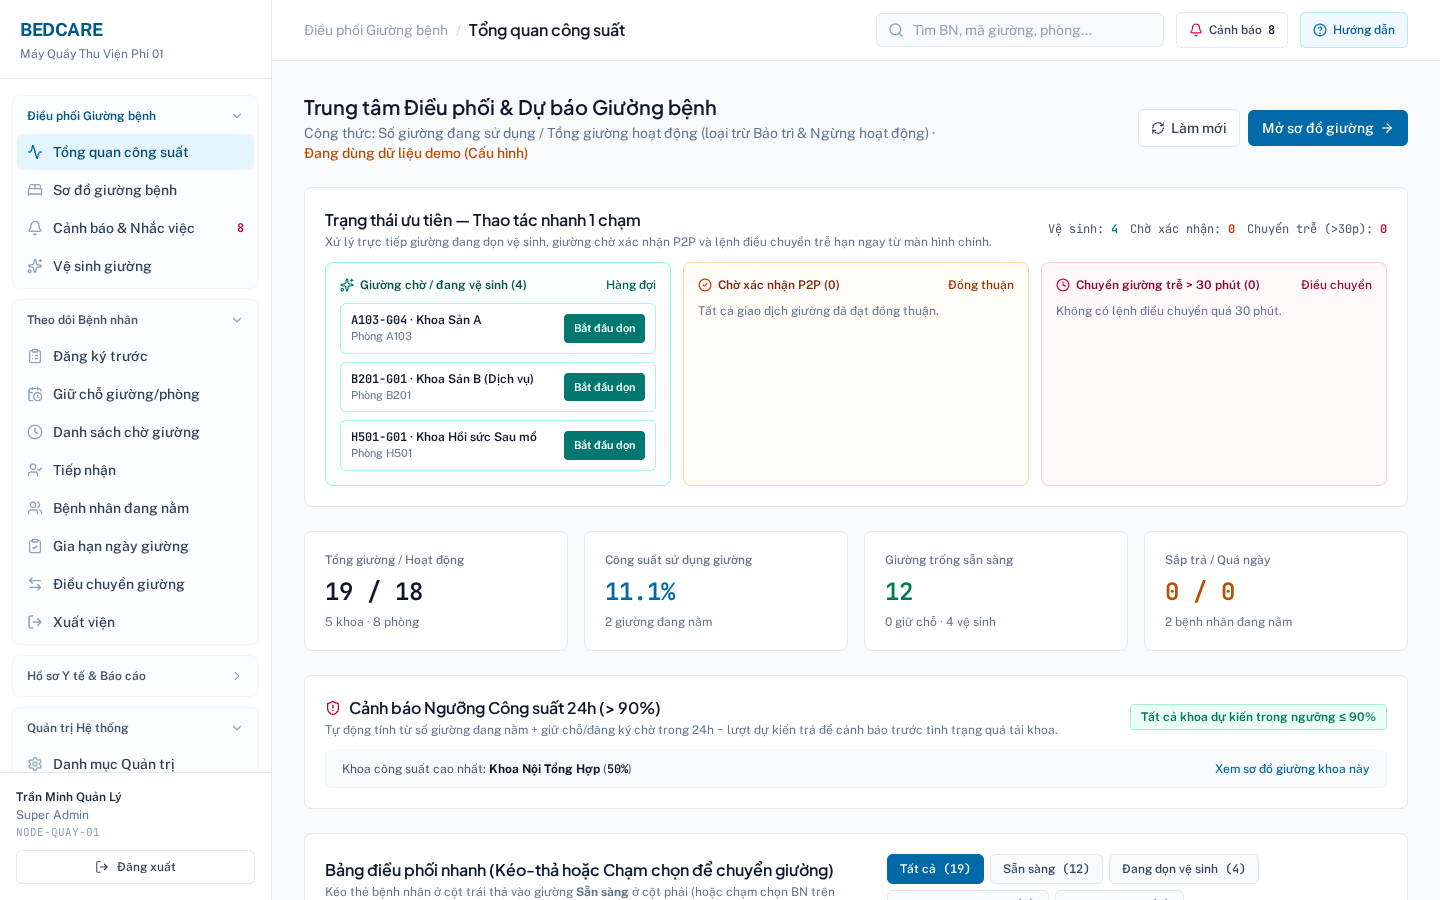 BEDCARE
Máy Quầy Thu Viện Phí 01
Điều phối Giường bệnh
Tổng quan công suất
Sơ đồ giường bệnh
Cảnh báo & Nhắc việc 8
Vệ sinh giường
Theo dõi Bệnh nhân
Đăng ký trước
Giữ chỗ giường/phòng
Danh sách chờ giường
Tiếp nhận
Bệnh nhân đang nằm
Gia hạn ngày giường
Điều chuyển giường
Xuất viện
Hồ sơ Y tế & Báo cáo
Quản trị Hệ thống
Danh mục Quản trị
Trần Minh Quản Lý
Super Admin
NODE-QUAY-01
Đăng xuất
Điều phối Giường bệnh / Tổng quan công suất
Tìm BN, mã giường, phòng...
Cảnh báo 8
Hướng dẫn
Trung tâm Điều phối & Dự báo Giường bệnh
Công thức: Số giường đang sử dụng / Tổng giường hoạt động (loại trừ Bảo trì & Ngừng hoạt động) ·
Đang dùng dữ liệu demo (Cấu hình)
Làm mới
Mở sơ đồ giường →
Trạng thái ưu tiên — Thao tác nhanh 1 chạm
Xử lý trực tiếp giường đang dọn vệ sinh, giường chờ xác nhận P2P và lệnh điều chuyển trễ hạn ngay từ màn hình chính.
Vệ sinh: 4 Chờ xác nhận: 0 Chuyển trễ (>30p): 0
Giường chờ / đang vệ sinh (4) Hàng đợi
A103-G04 · Khoa Sản A
Phòng A103
Bắt đầu dọn
B201-G01 · Khoa Sản B (Dịch vụ)
Phòng B201
Bắt đầu dọn
H501-G01 · Khoa Hồi sức Sau mổ
Phòng H501
Bắt đầu dọn
Chờ xác nhận P2P (0) Đồng thuận
Tất cả giao dịch giường đã đạt đồng thuận.
Chuyển giường trễ > 30 phút (0) Điều chuyển
Không có lệnh điều chuyển quá 30 phút.
Tổng giường / Hoạt động
19 / 18
5 khoa · 8 phòng
Công suất sử dụng giường
11.1%
2 giường đang nằm
Giường trống sẵn sàng
12
0 giữ chỗ · 4 vệ sinh
Sắp trả / Quá ngày
0 / 0
2 bệnh nhân đang nằm
Cảnh báo Ngưỡng Công suất 24h (> 90%)
Tự động tính từ số giường đang nằm + giữ chỗ/đăng ký chờ trong 24h − lượt dự kiến trả để cảnh báo trước tình trạng quá tải khoa.
Tất cả khoa dự kiến trong ngưỡng ≤ 90%
Khoa công suất cao nhất: Khoa Nội Tổng Hợp (50%)
Xem sơ đồ giường khoa này
Bảng điều phối nhanh (Kéo-thả hoặc Chạm chọn để chuyển giường)
Kéo thẻ bệnh nhân ở cột trái thả vào giường Sẵn sàng ở cột phải (hoặc chạm chọn BN trên
Tất cả (19)
Sẵn sàng (12)
Đang dọn vệ sinh (4)